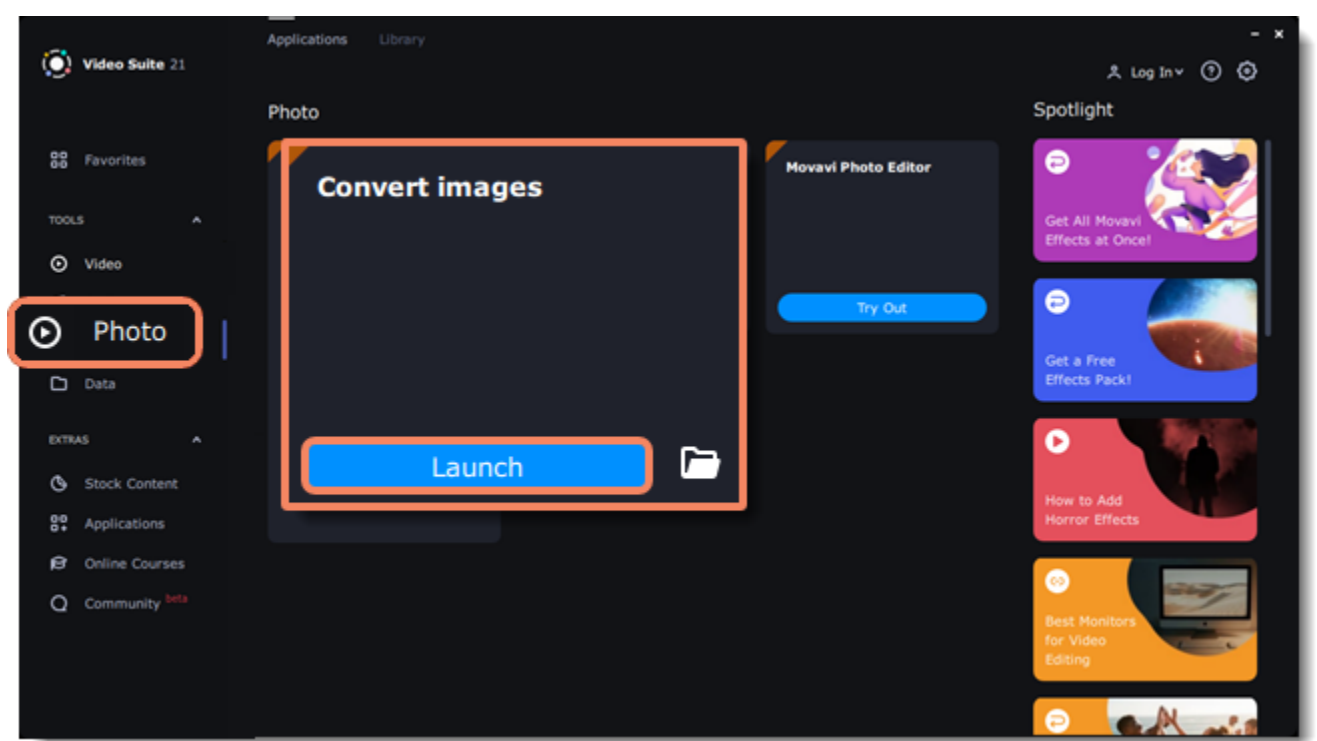 Applications
Library
Video Suite 21
Log In
Photo
Spotlight
Favorites
TOOLS
Video
Photo
Data
EXTRAS
Stock Content
Applications
Online Courses
Community beta
Convert images
Launch
Movavi Photo Editor
Try Out
Get All Movavi
Effects at Once!
Get a Free
Effects Pack!
How to Add
Horror Effects
Best Monitors
for Video
Editing